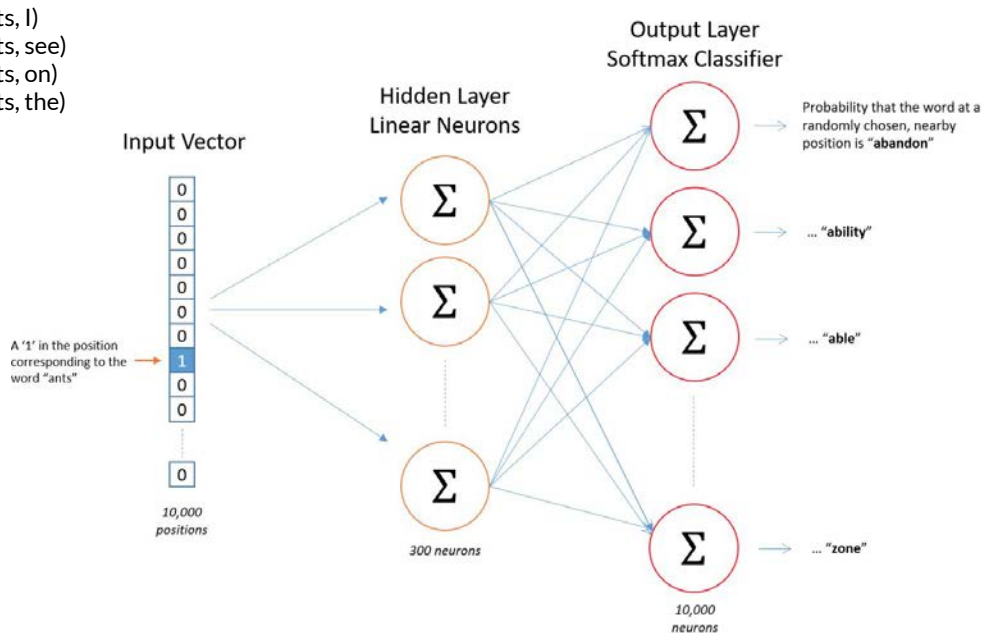 ts, I)
ts, see)
ts, on)
ts, the)
Output Layer
Softmax Classifier
Hidden Layer
Linear Neurons
Input Vector
0
0
0
0
0
0
0
1
0
0
0
A ‘1’ in the position
corresponding to the
word “ants”
10,000
positions
Σ
Σ
Σ
300 neurons
Σ
Σ
Σ
Σ
10,000
neurons
Probability that the word at a
randomly chosen, nearby
position is “abandon”
... “ability”
... “able”
... “zone”